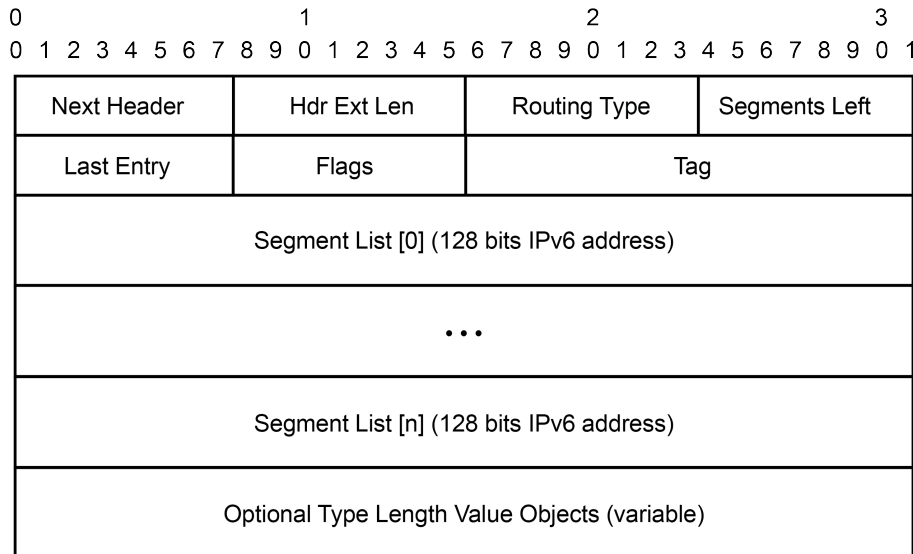 0 1 2 3
0 1 2 3 4 5 6 7 8 9 0 1 2 3 4 5 6 7 8 9 0 1 2 3 4 5 6 7 8 9 0 1
Next Header Hdr Ext Len Routing Type Segments Left
Last Entry Flags Tag
Segment List [0] (128 bits IPv6 address)
...
Segment List [n] (128 bits IPv6 address)
Optional Type Length Value Objects (variable)